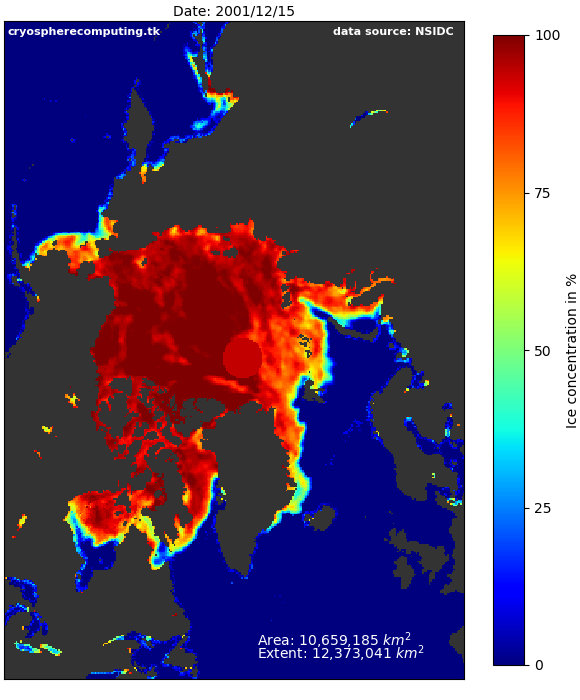 Date: 2001/12/15
cryospherecomputing.tk
data source: NSIDC
100
75
50
25
0
Ice concentration in %
Area: 10,659,185 km²
Extent: 12,373,041 km²